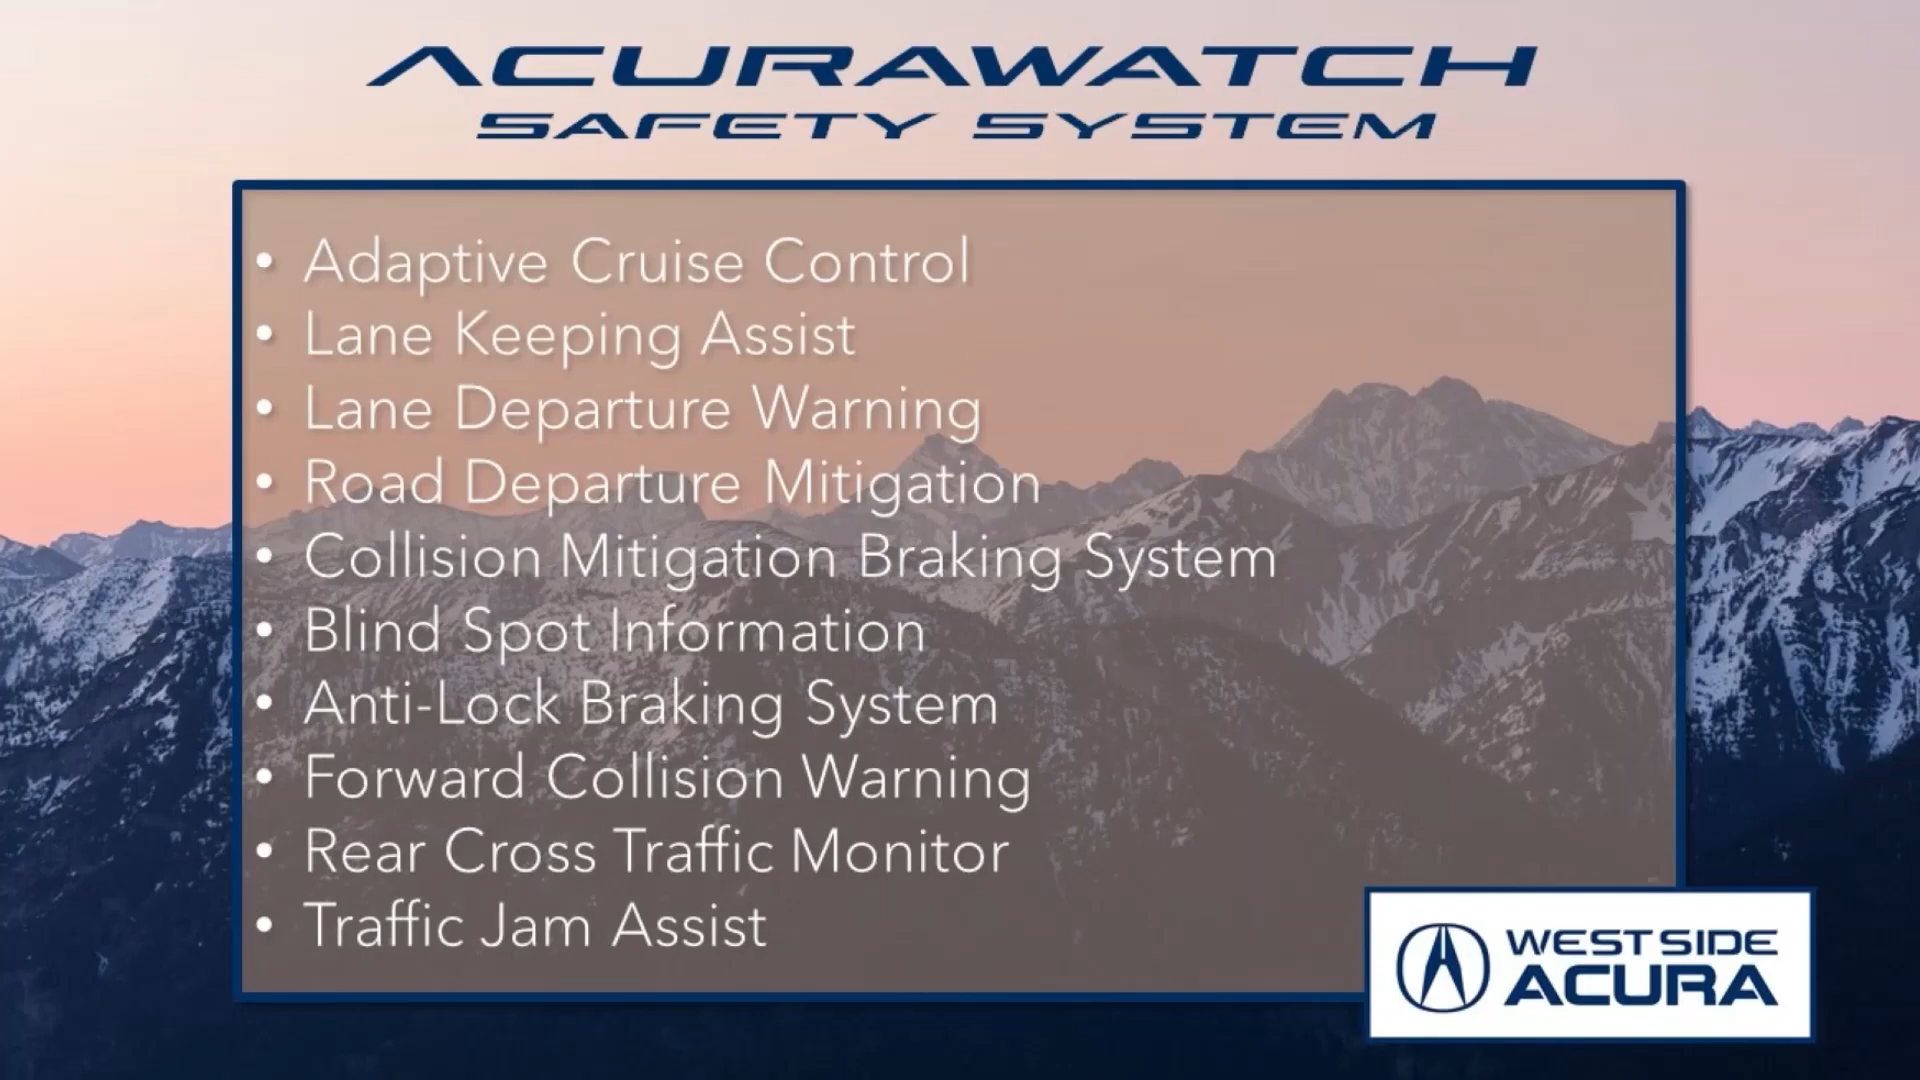 ACURAWATCH
SAFETY SYSTEM
• Adaptive Cruise Control
• Lane Keeping Assist
• Lane Departure Warning
• Road Departure Mitigation
• Collision Mitigation Braking System
• Blind Spot Information
• Anti-Lock Braking System
• Forward Collision Warning
• Rear Cross Traffic Monitor
• Traffic Jam Assist
WEST SIDE
ACURA